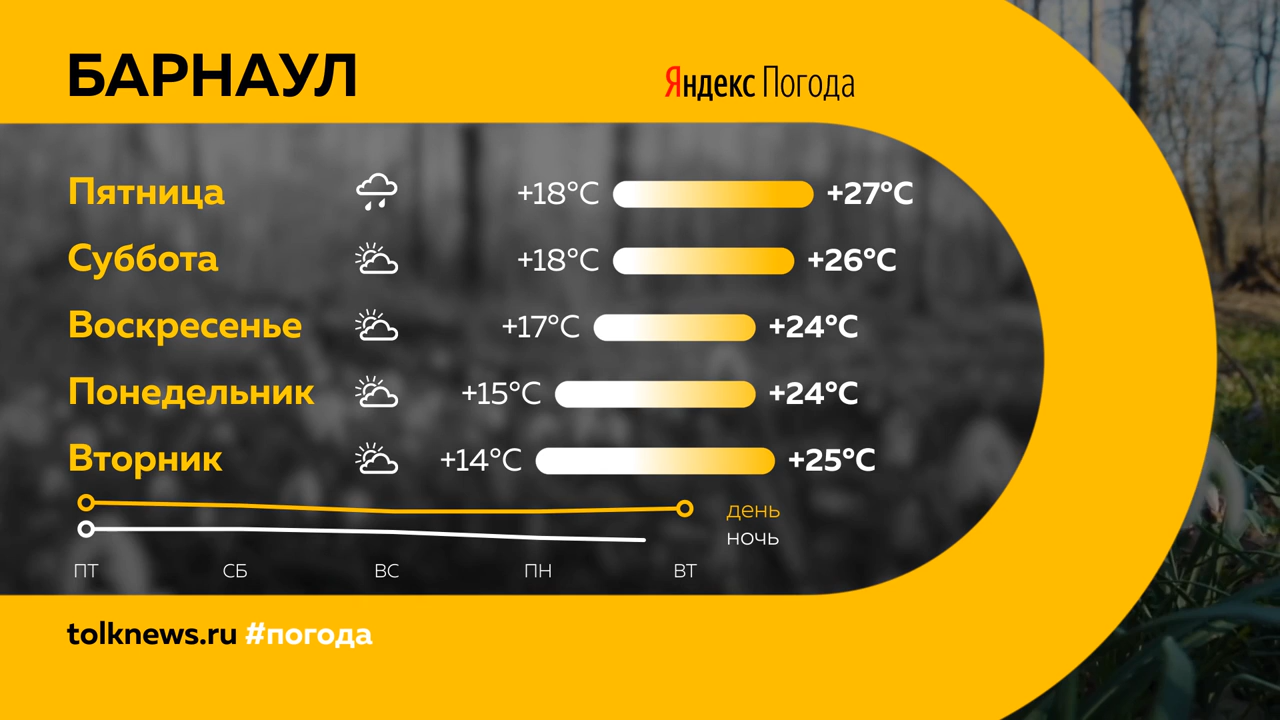 БАРНАУЛ
Яндекс Погода
Пятница +18°C +27°C
Суббота +18°C +26°C
Воскресенье +17°C +24°C
Понедельник +15°C +24°C
Вторник +14°C +25°C
день
ночь
ПТ СБ ВС ПН ВТ
tolknews.ru #погода